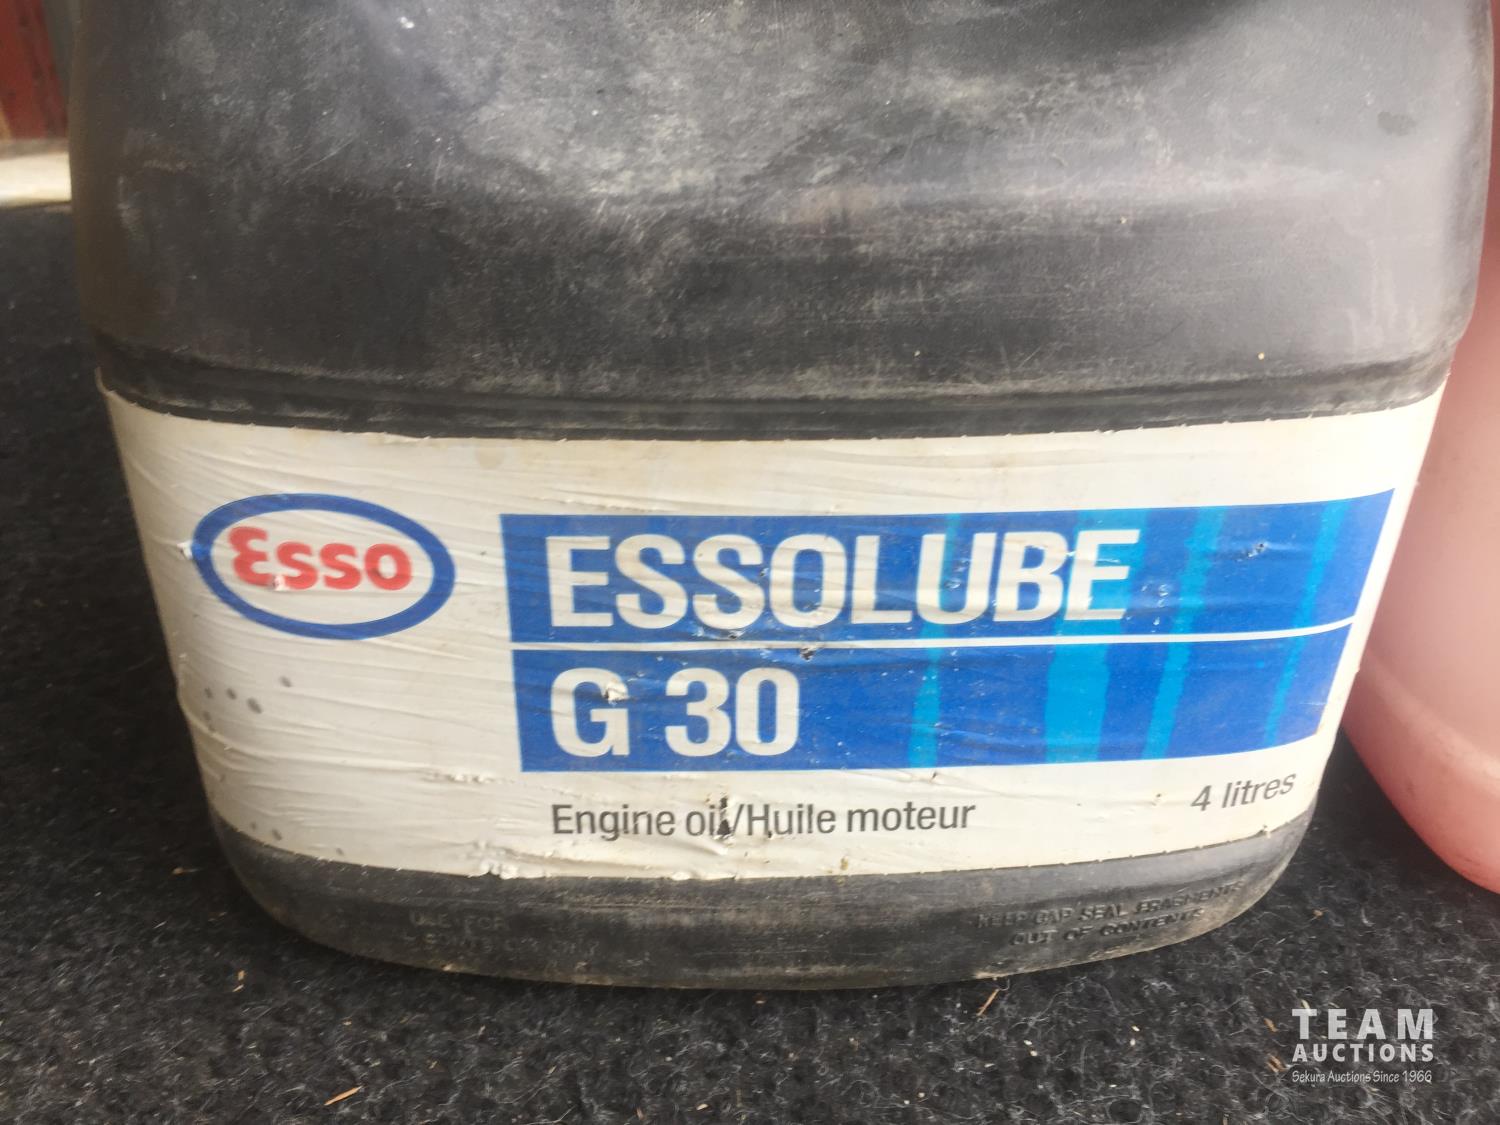 Esso
ESSOLUBE
G 30
Engine oil/Huile moteur
4 litres
KEEP CAP SEAL FRAGMENTS
OUT OF CONTENTS
TEAM
AUCTIONS
Sekura Auctions Since 1966